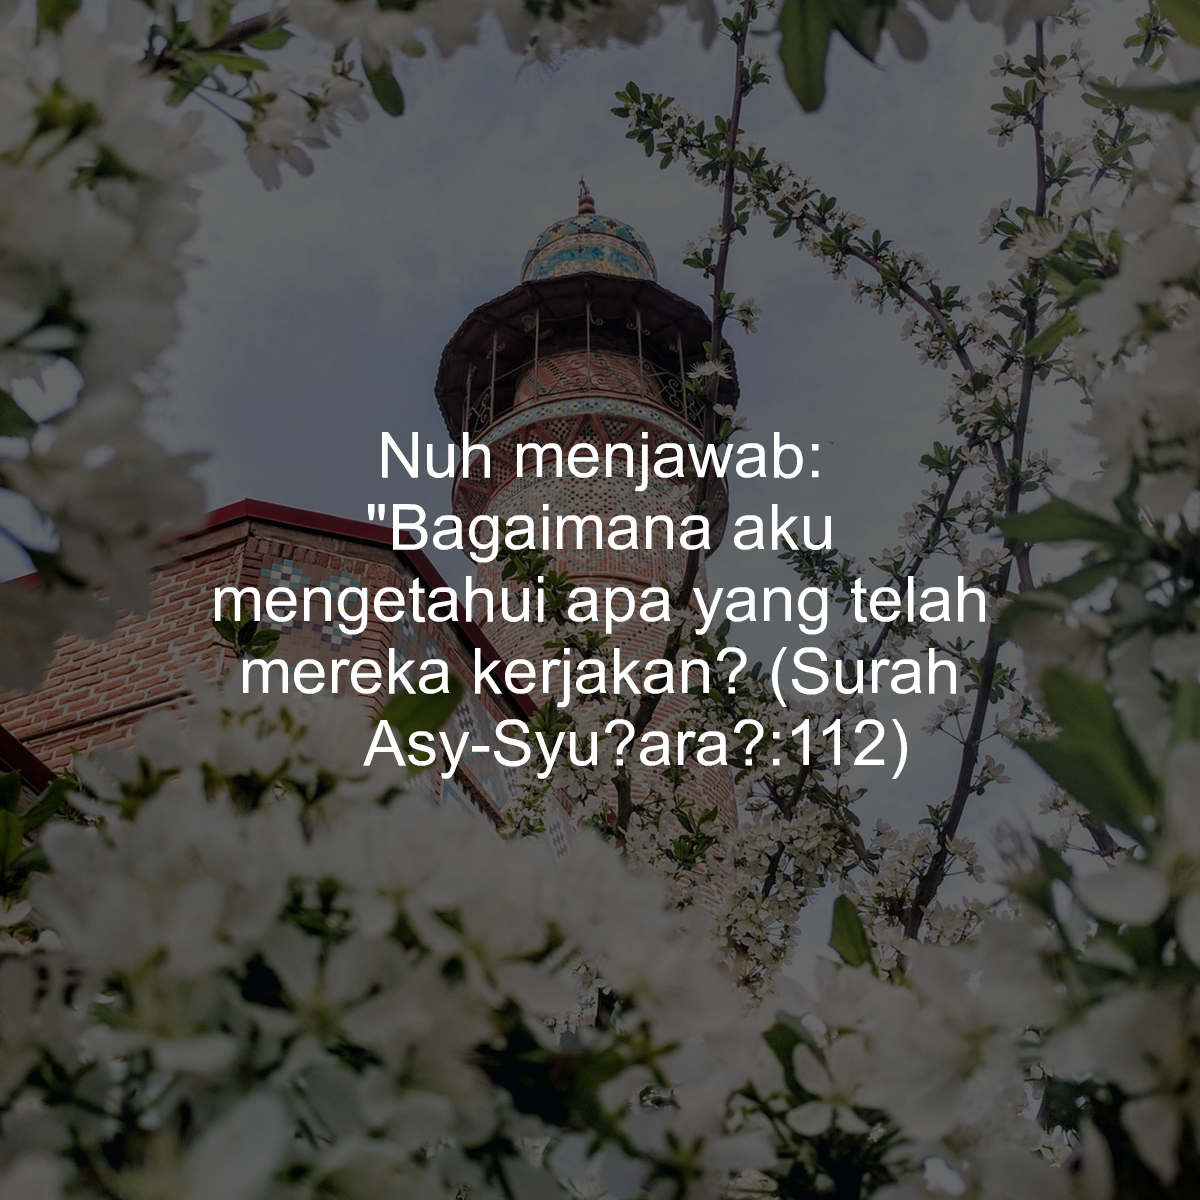 Nuh menjawab:
"Bagaimana aku
mengetahui apa yang telah
mereka kerjakan? (Surah
Asy-Syu?ara?:112)